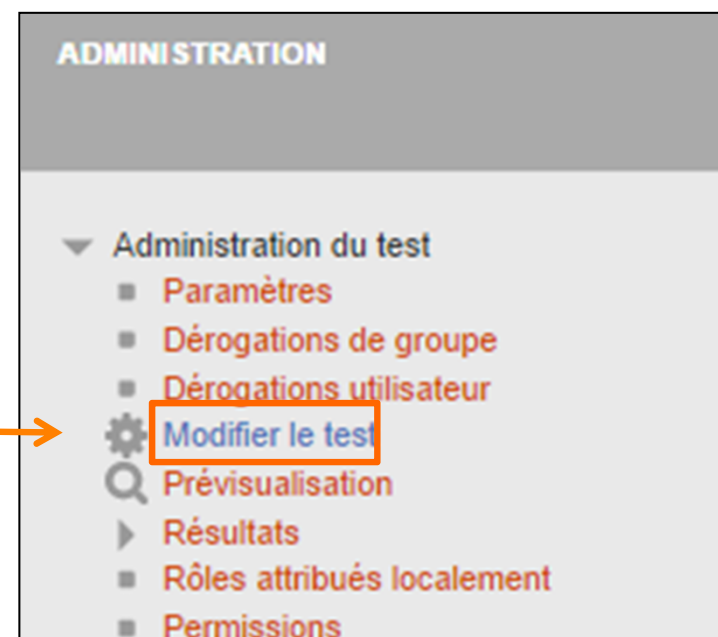 ADMINISTRATION
Administration du test
Paramètres
Dérogations de groupe
Dérogations utilisateur
Modifier le test
Prévisualisation
Résultats
Rôles attribués localement
Permissions